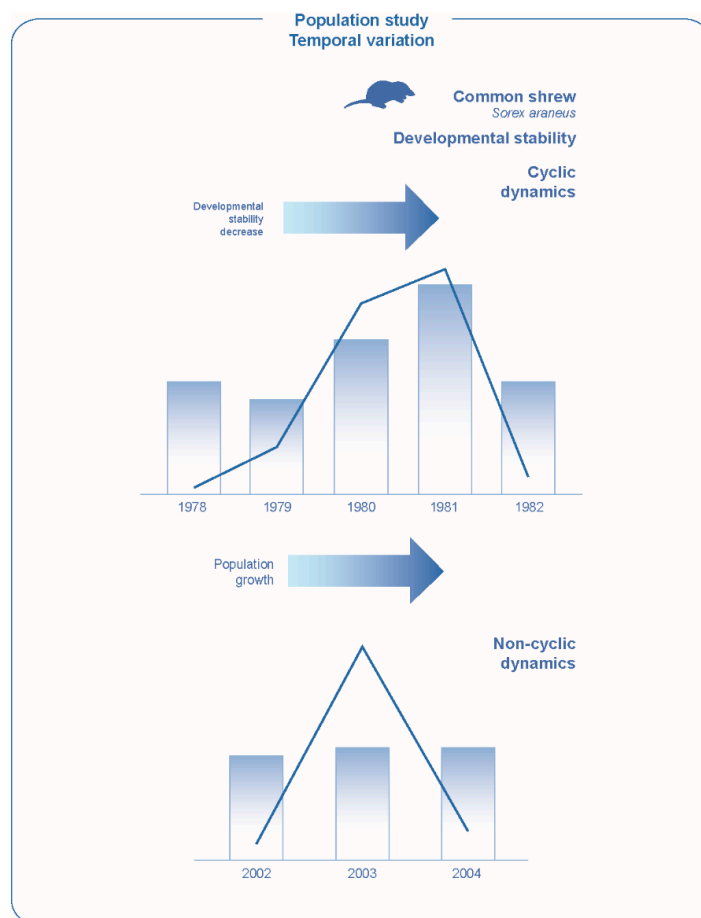 Population study
Temporal variation
Common shrew
Sorex araneus
Developmental stability
Cyclic
dynamics
Developmental
stability
decrease
1978 1979 1980 1981 1982
Population
growth
Non-cyclic
dynamics
2002 2003 2004